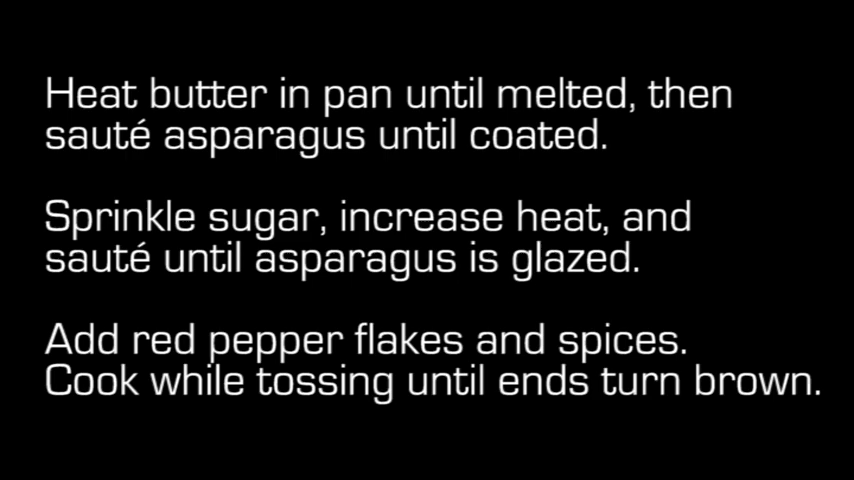 Heat butter in pan until melted, then
sauté asparagus until coated.
Sprinkle sugar, increase heat, and
sauté until asparagus is glazed.
Add red pepper flakes and spices.
Cook while tossing until ends turn brown.